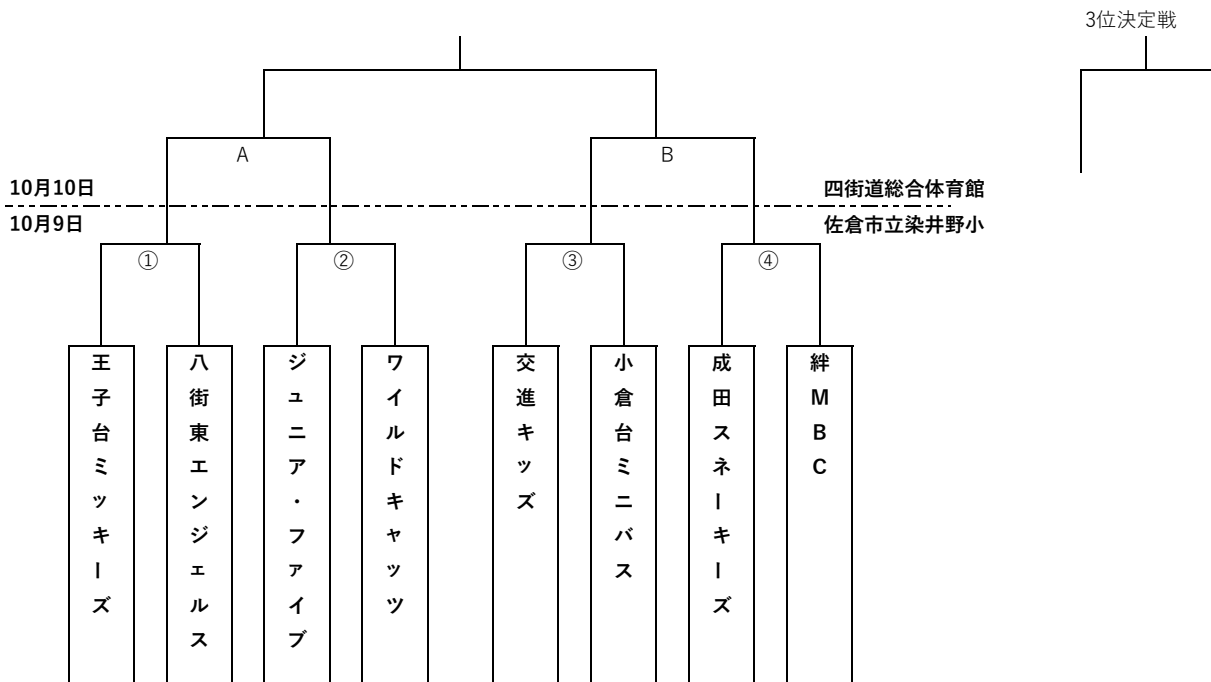 3位決定戦
A
B
10月10日
四街道総合体育館
10月9日
佐倉市立染井野小
①
②
③
④
王子台ミッキーズ
八街東エンジェルス
ジュニア・ファイブ
ワイルドキャッツ
交進キッズ
小倉台ミニバス
成田スネーキーズ
絆MBC